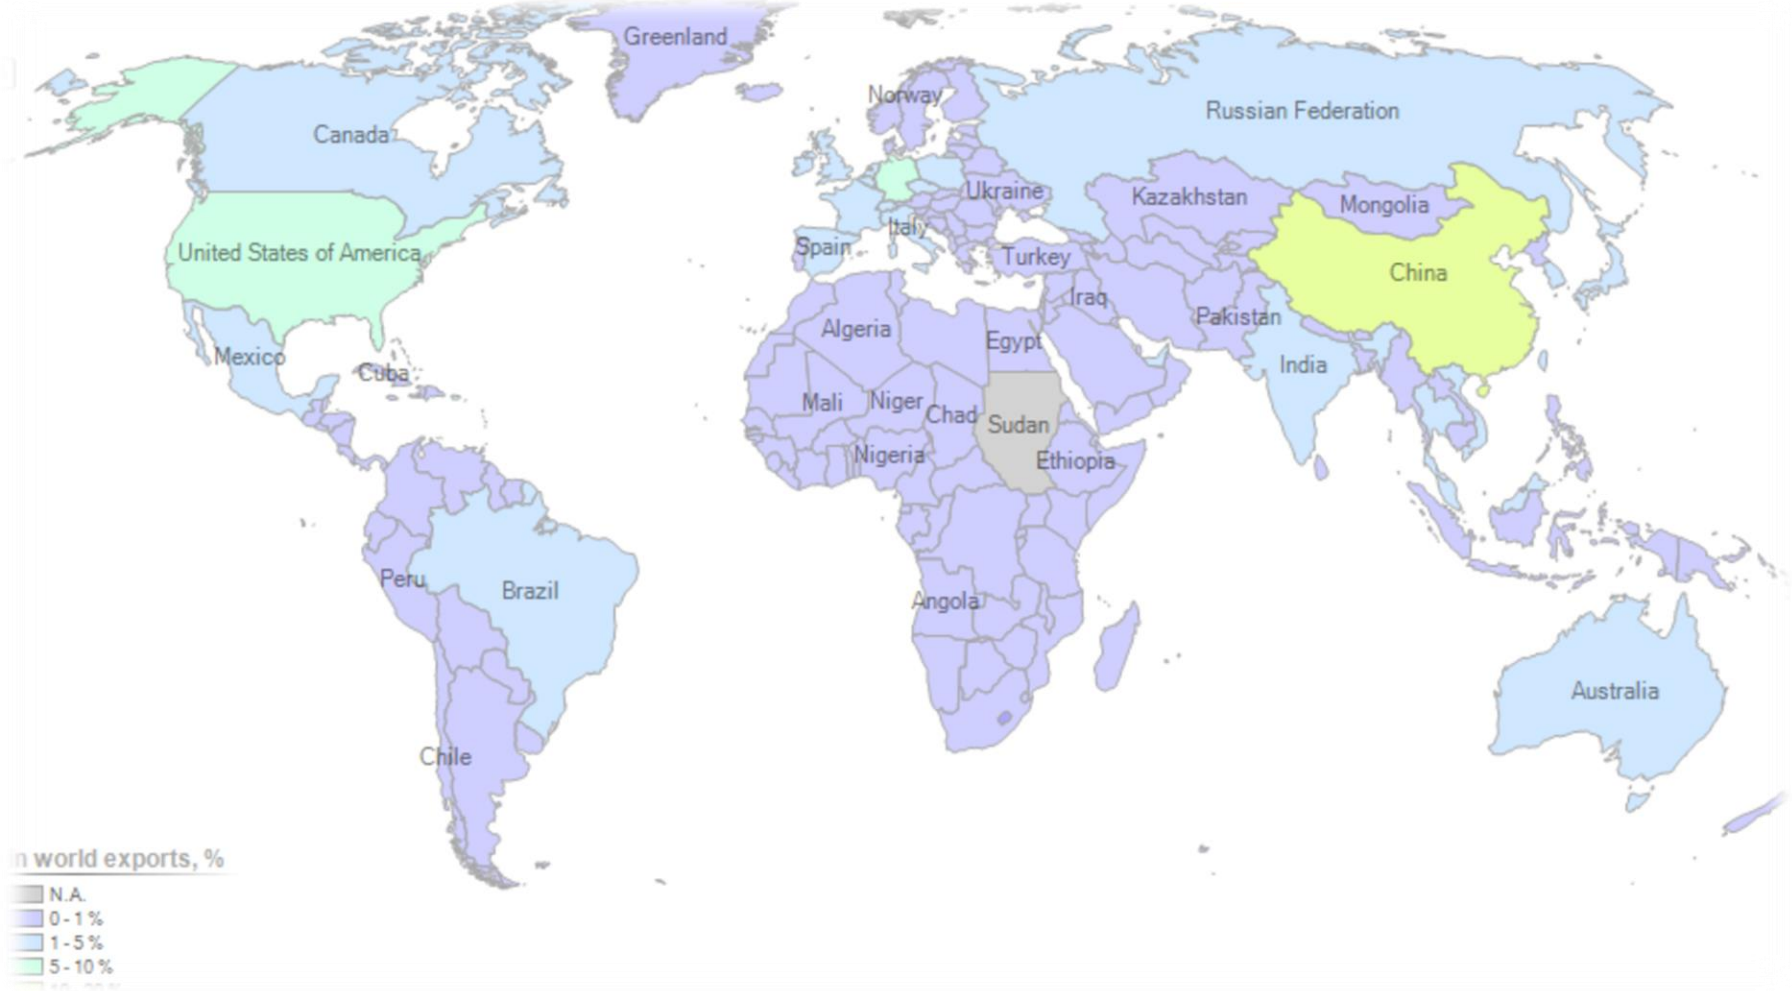 Greenland
Norway
Russian Federation
Canada
Ukraine
Kazakhstan
Mongolia
Italy
Spain
United States of America
Turkey
China
Iraq
Pakistan
Algeria
Egypt
Mexico
India
Cuba
Mali
Niger
Chad
Sudan
Nigeria
Ethiopia
Peru
Brazil
Angola
Australia
Chile
world exports, %
N.A.
0 - 1 %
1 - 5 %
5 - 10 %